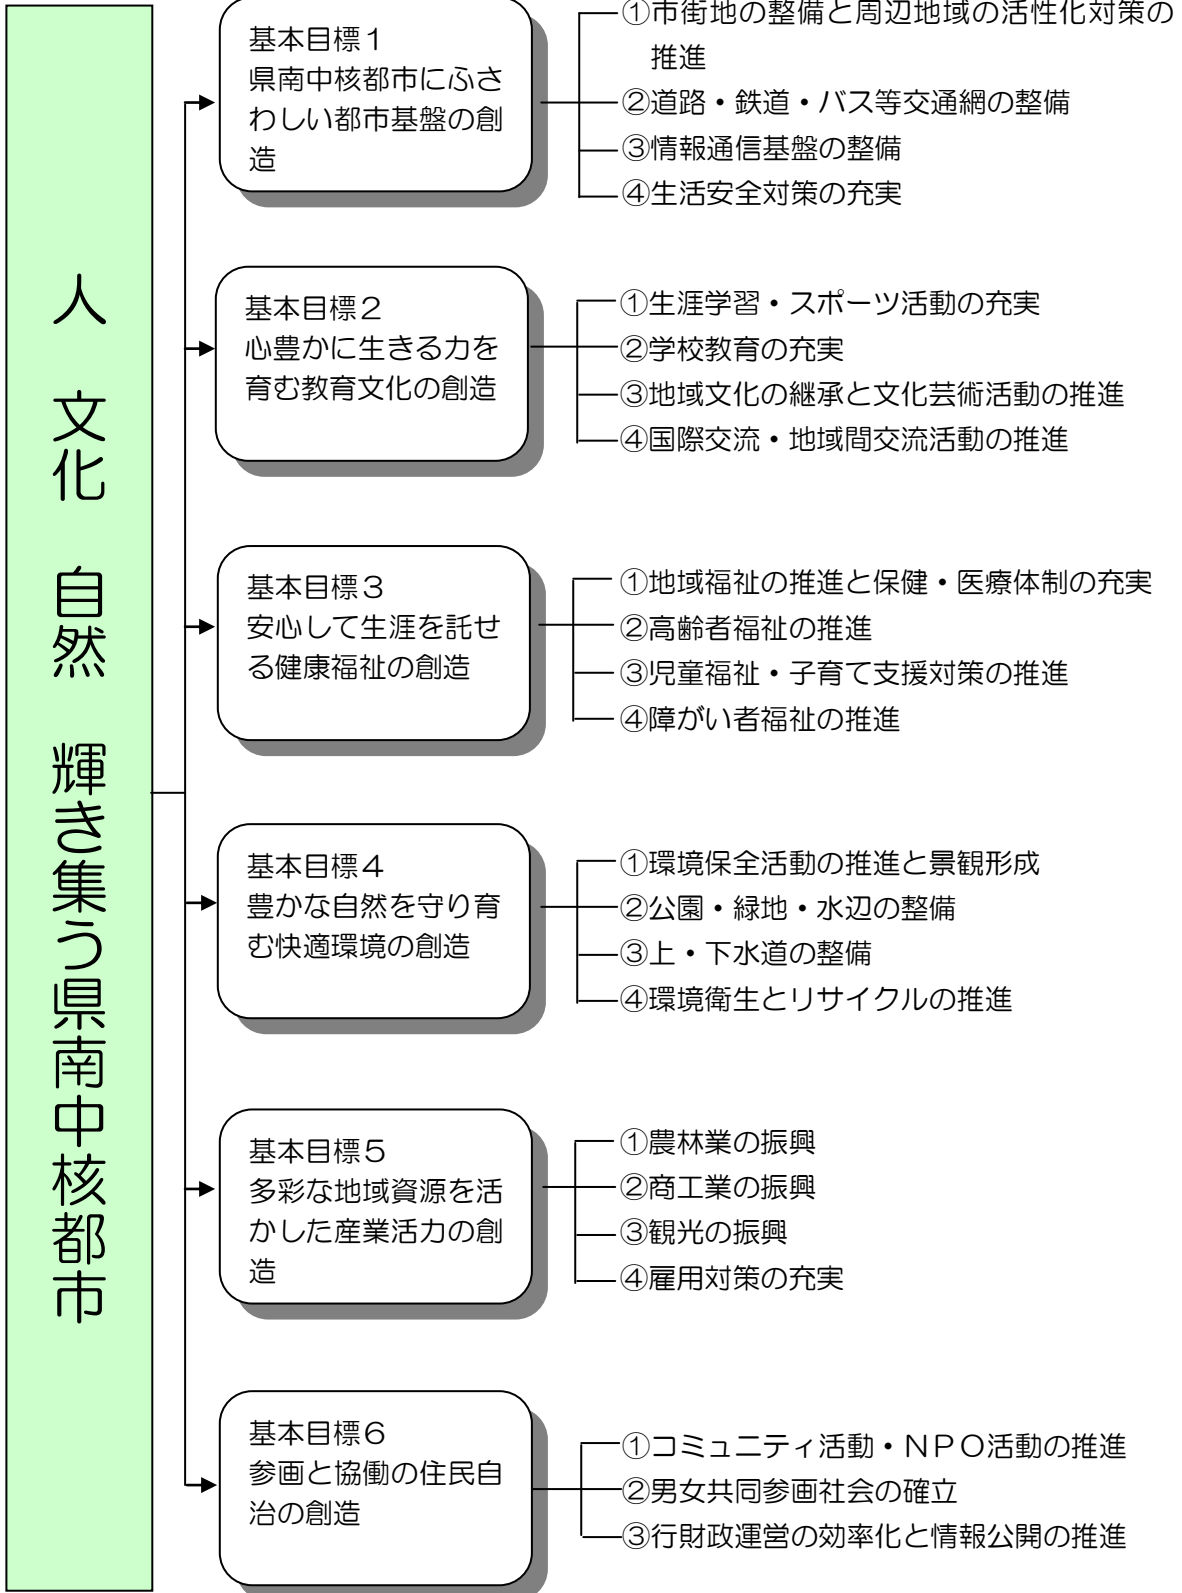 人　文化　自然　輝き集う県南中核都市
基本目標１
県南中核都市にふさ
わしい都市基盤の創
造
①市街地の整備と周辺地域の活性化対策の
推進
②道路・鉄道・バス等交通網の整備
③情報通信基盤の整備
④生活安全対策の充実
基本目標２
心豊かに生きる力を
育む教育文化の創造
①生涯学習・スポーツ活動の充実
②学校教育の充実
③地域文化の継承と文化芸術活動の推進
④国際交流・地域間交流活動の推進
基本目標３
安心して生涯を託せ
る健康福祉の創造
①地域福祉の推進と保健・医療体制の充実
②高齢者福祉の推進
③児童福祉・子育て支援対策の推進
④障がい者福祉の推進
基本目標４
豊かな自然を守り育
む快適環境の創造
①環境保全活動の推進と景観形成
②公園・緑地・水辺の整備
③上・下水道の整備
④環境衛生とリサイクルの推進
基本目標５
多彩な地域資源を活
かした産業活力の創
造
①農林業の振興
②商工業の振興
③観光の振興
④雇用対策の充実
基本目標６
参画と協働の住民自
治の創造
①コミュニティ活動・ＮＰＯ活動の推進
②男女共同参画社会の確立
③行財政運営の効率化と情報公開の推進